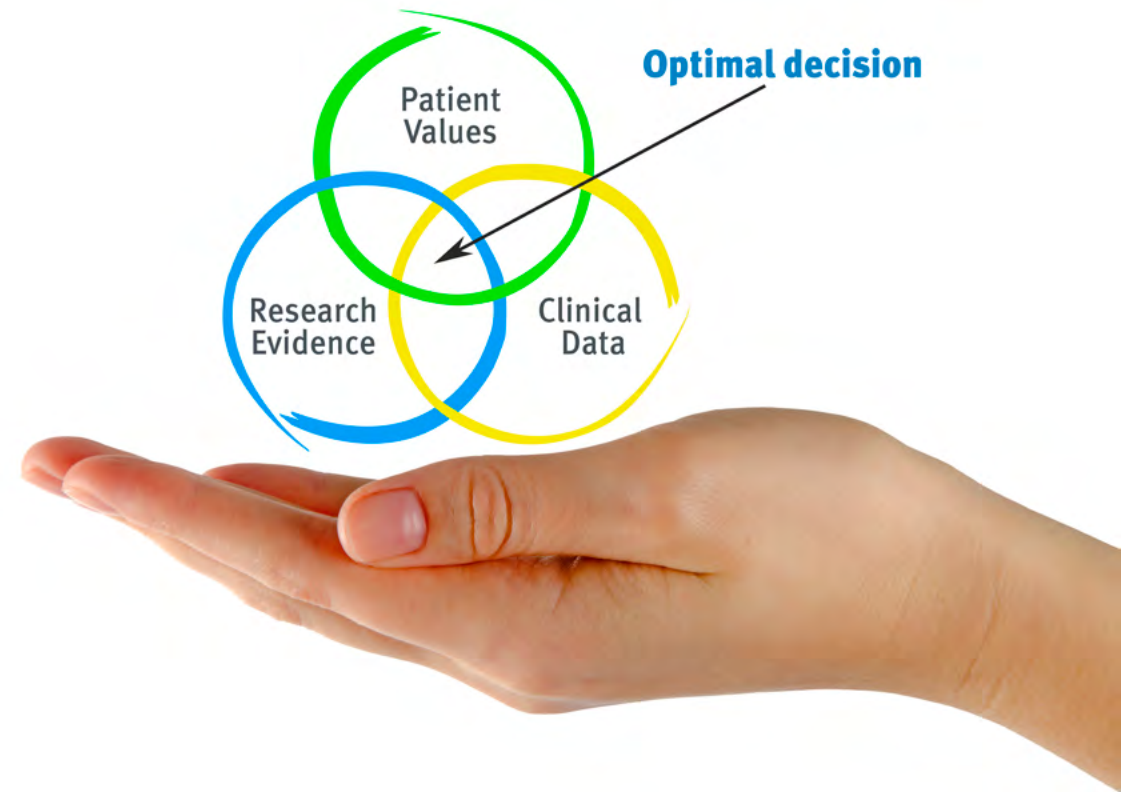 Optimal decision
Patient
Values
Research
Evidence
Clinical
Data